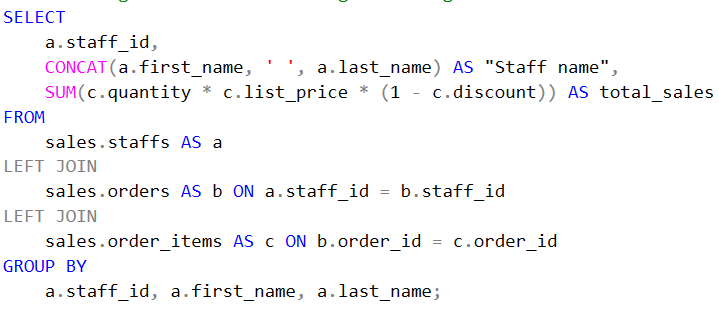 SELECT
a.staff_id,
CONCAT(a.first_name, ' ', a.last_name) AS "Staff name",
SUM(c.quantity * c.list_price * (1 - c.discount)) AS total_sales
FROM
sales.staffs AS a
LEFT JOIN
sales.orders AS b ON a.staff_id = b.staff_id
LEFT JOIN
sales.order_items AS c ON b.order_id = c.order_id
GROUP BY
a.staff_id, a.first_name, a.last_name;